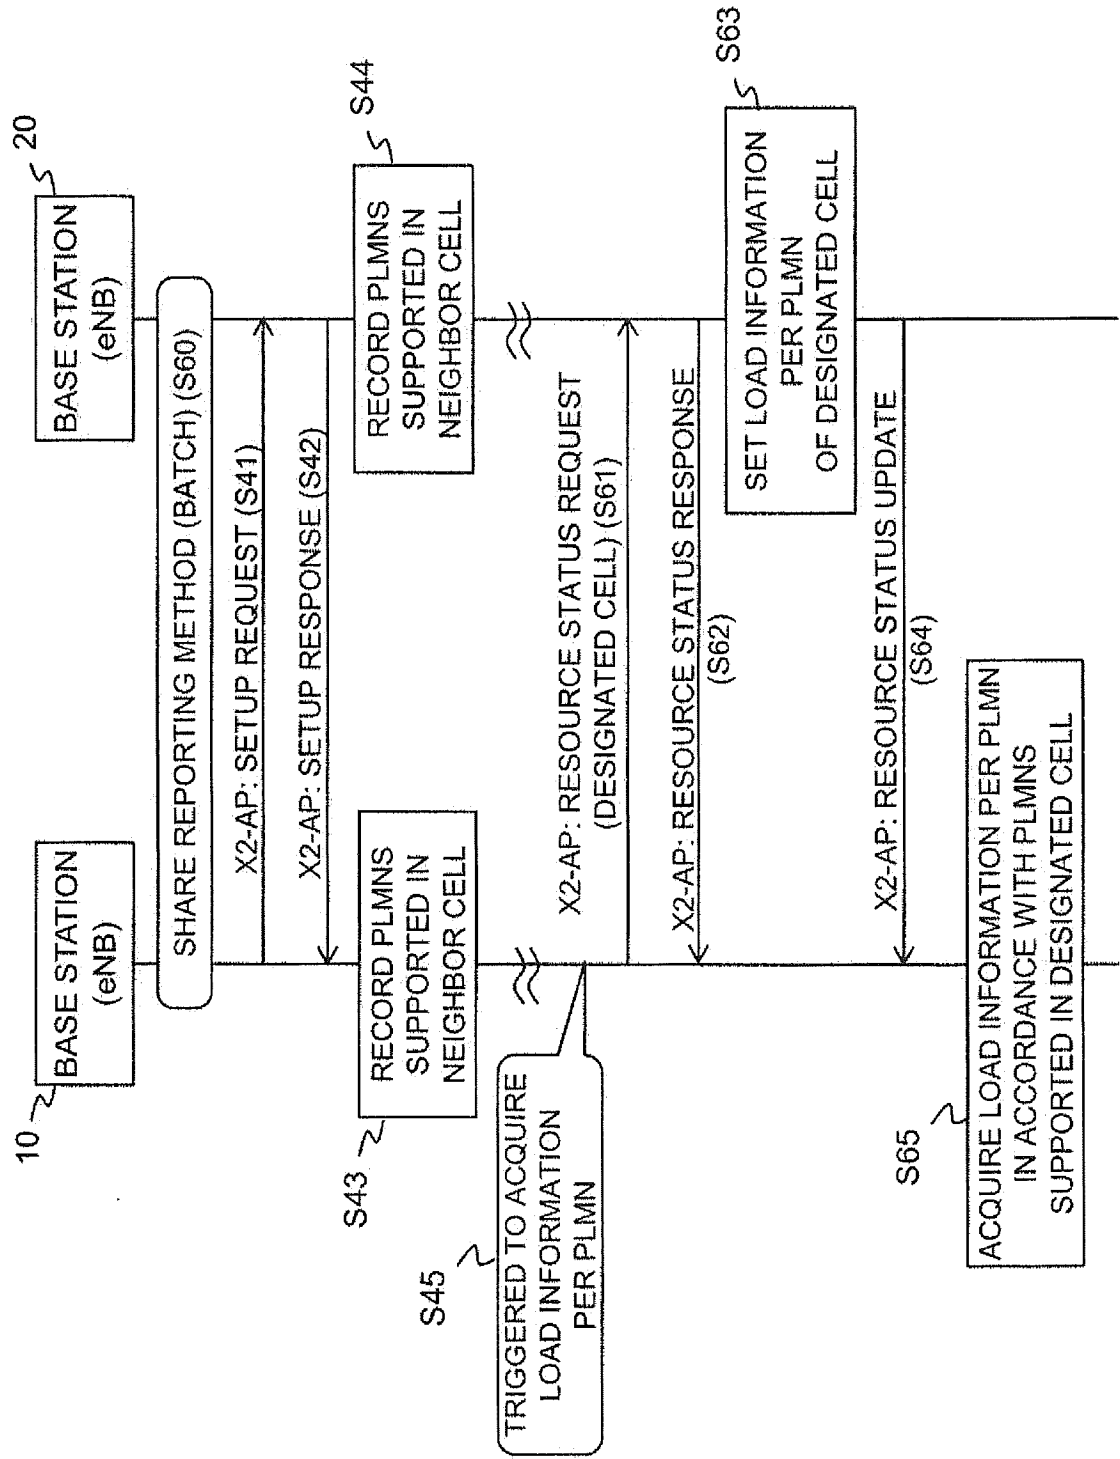 10
BASE STATION
(eNB)
20
BASE STATION
(eNB)
SHARE REPORTING METHOD (BATCH) (S60)
X2-AP: SETUP REQUEST (S41)
X2-AP: SETUP RESPONSE (S42)
S43
RECORD PLMNS
SUPPORTED IN
NEIGHBOR CELL
S44
RECORD PLMNS
SUPPORTED IN
NEIGHBOR CELL
S45
TRIGGERED TO ACQUIRE
LOAD INFORMATION
PER PLMN
X2-AP: RESOURCE STATUS REQUEST
(DESIGNATED CELL) (S61)
X2-AP: RESOURCE STATUS RESPONSE
(S62)
S63
SET LOAD INFORMATION
PER PLMN
OF DESIGNATED CELL
X2-AP: RESOURCE STATUS UPDATE
(S64)
S65
ACQUIRE LOAD INFORMATION PER PLMN
IN ACCORDANCE WITH PLMNS
SUPPORTED IN DESIGNATED CELL